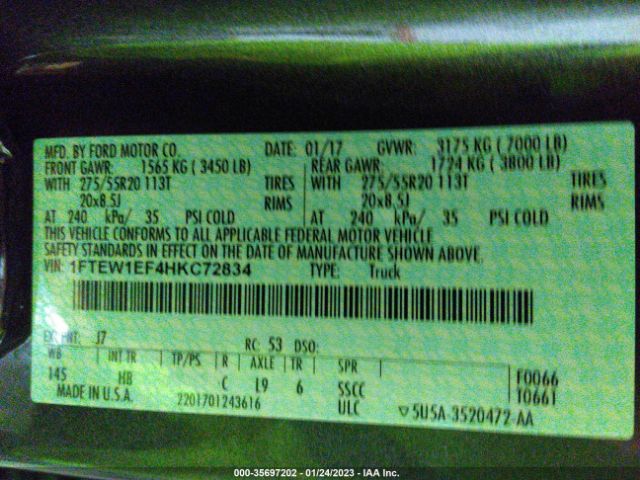 MFD. BY FORD MOTOR CO. DATE: 01/17 GVWR: 3175 KG ( 7000 LB)
FRONT GAWR: 1565 KG ( 3450 LB) REAR GAWR: 1724 KG ( 3800 LB)
WITH 275/55R20 113T TIRES WITH 275/55R20 113T TIRES
20x8.5J RIMS 20x8.5J RIMS
AT 240 kPa/ 35 PSI COLD AT 240 kPa/ 35 PSI COLD
THIS VEHICLE CONFORMS TO ALL APPLICABLE FEDERAL MOTOR VEHICLE
SAFETY STANDARDS IN EFFECT ON THE DATE OF MANUFACTURE SHOWN ABOVE.
VIN: 1FTEW1EF4HKC72834 TYPE: Truck
EXT PNT: J7 RC: 53 DSO:
WB INT TR TP/PS R AXLE TR SPR
145 HB C L9 6 SSCC F0066
MADE IN U.S.A. 2201701243616 ULC T0661
▽5U5A-3520472-AA
000-35697202 - 01/24/2023 - IAA Inc.